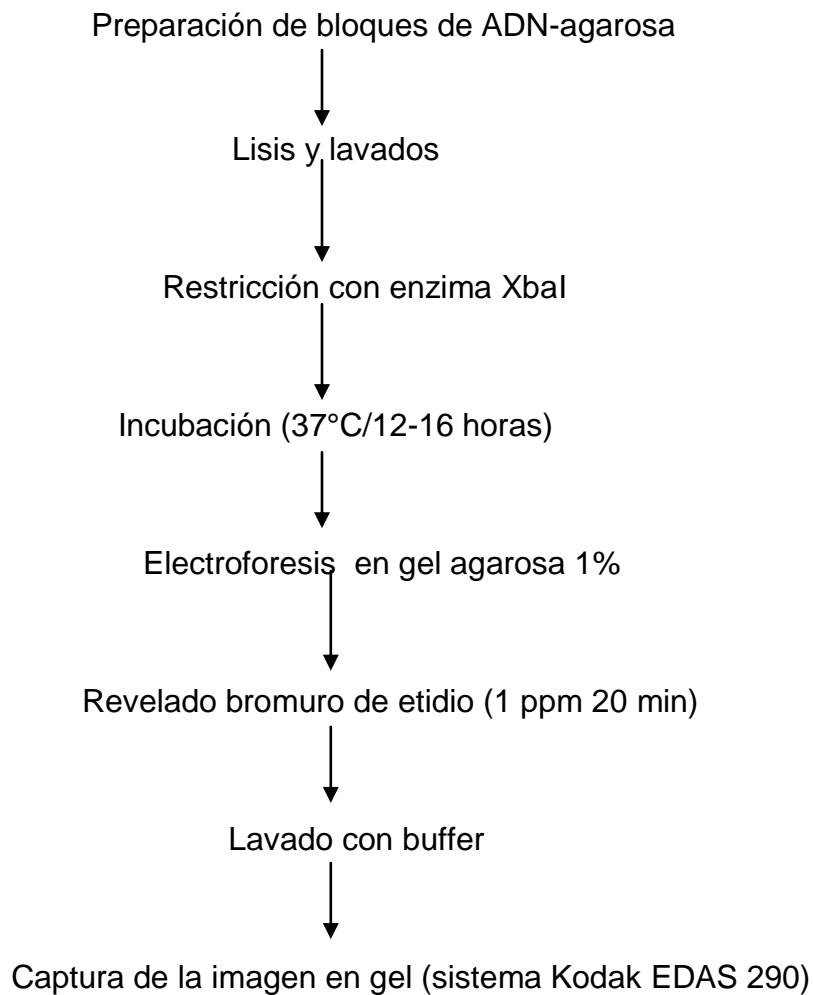 Preparación de bloques de ADN-agarosa
Lisis y lavados
Restricción con enzima XbaI
Incubación (37°C/12-16 horas)
Electroforesis en gel agarosa 1%
Revelado bromuro de etidio (1 ppm 20 min)
Lavado con buffer
Captura de la imagen en gel (sistema Kodak EDAS 290)